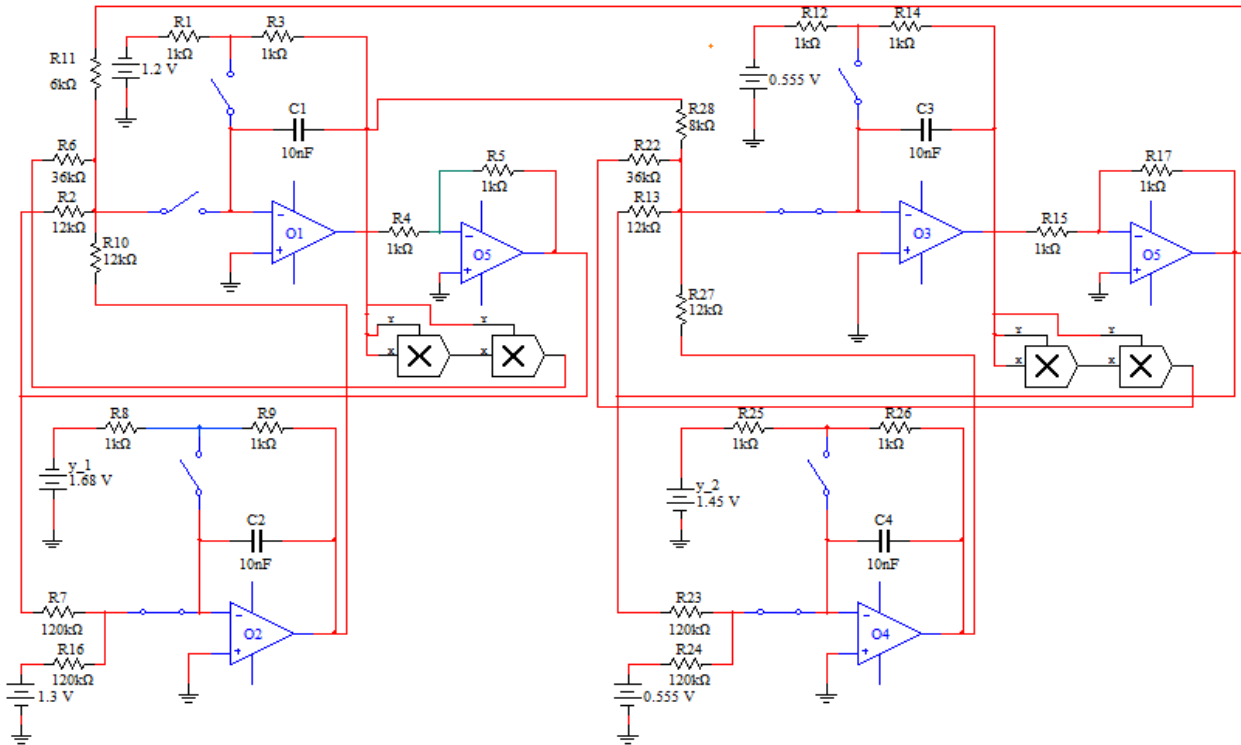 R1
1kΩ
R3
1kΩ
R11
6kΩ
1.2 V
C1
10nF
R6
36kΩ
R2
12kΩ
R10
12kΩ
O1
R4
1kΩ
R5
1kΩ
O5
Y
X
Y
X
R12
1kΩ
R14
1kΩ
0.555 V
R28
8kΩ
C3
10nF
R22
36kΩ
R13
12kΩ
R27
12kΩ
O3
R15
1kΩ
R17
1kΩ
O5
Y
X
Y
X
R8
1kΩ
R9
1kΩ
y_1
1.68 V
C2
10nF
R7
120kΩ
R16
120kΩ
1.3 V
O2
R25
1kΩ
R26
1kΩ
y_2
1.45 V
C4
10nF
R23
120kΩ
R24
120kΩ
0.555 V
O4